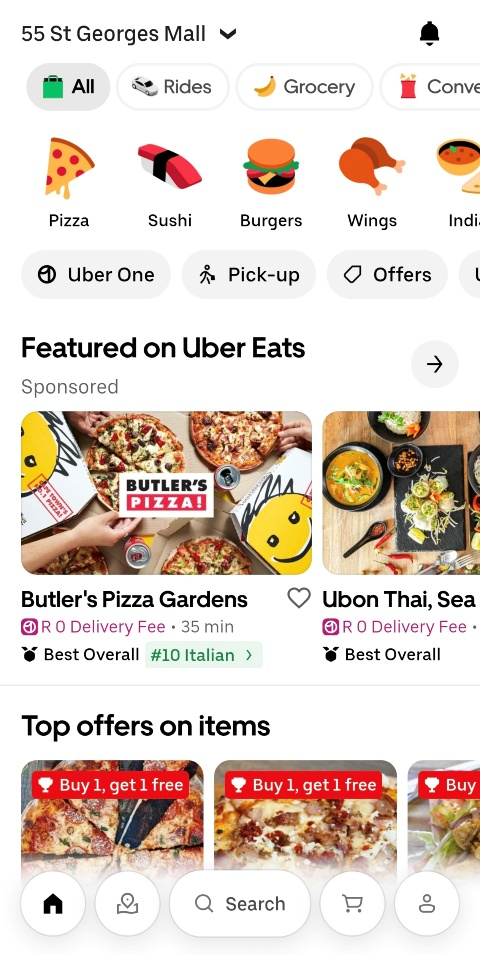 55 St Georges Mall
All Rides Grocery Conve
Pizza Sushi Burgers Wings India
Uber One Pick-up Offers
Featured on Uber Eats
Sponsored
BUTLER'S
PIZZA!
Butler's Pizza Gardens
R 0 Delivery Fee • 35 min
Best Overall #10 Italian >
Ubon Thai, Sea
R 0 Delivery Fee •
Best Overall
Top offers on items
Buy 1, get 1 free Buy 1, get 1 free Buy
Search